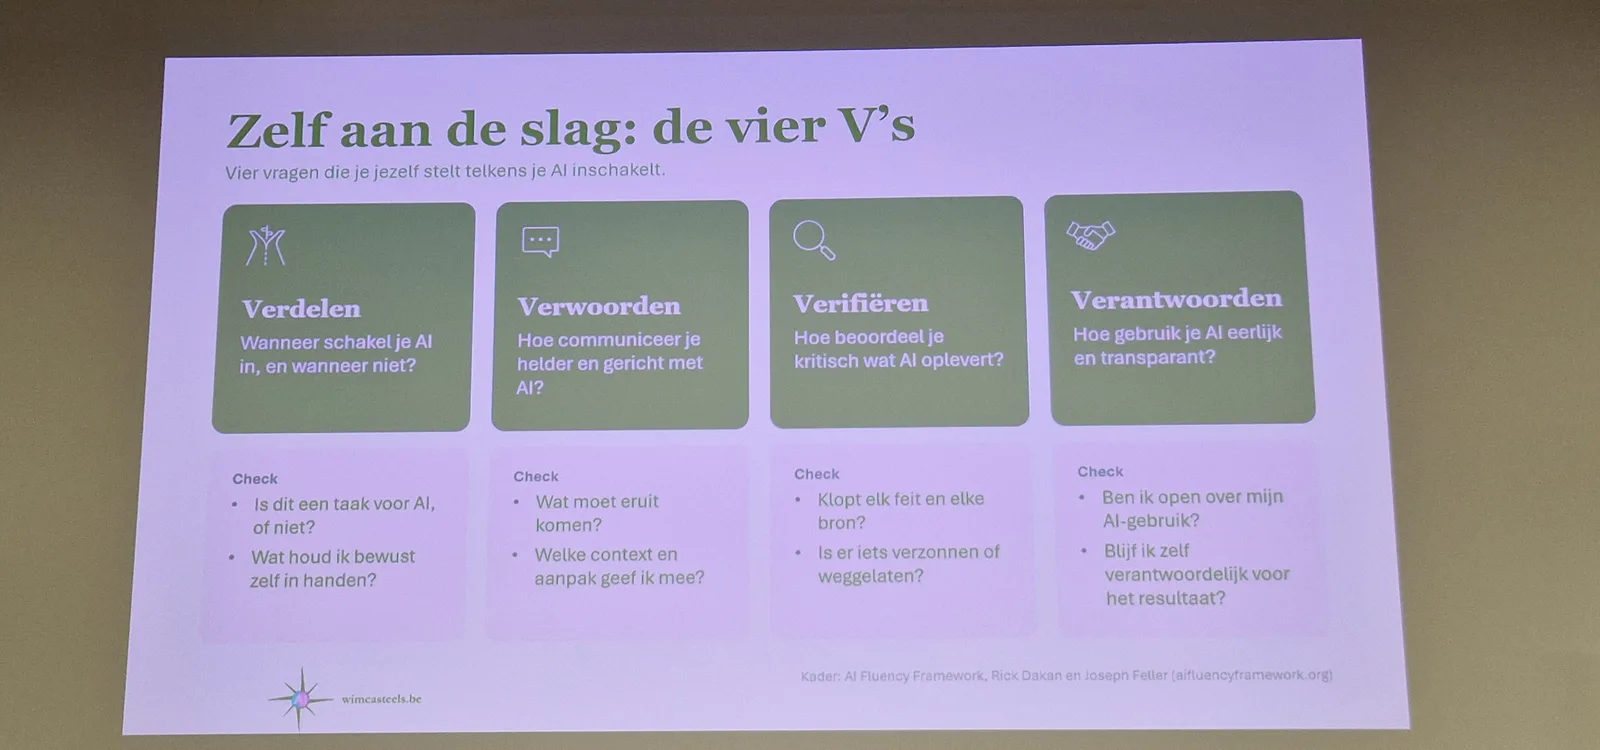 Zelf aan de slag: de vier V’s
Vier vragen die je jezelf stelt telkens je AI inschakelt.
Verdelen
Wanneer schakel je AI
in, en wanneer niet?
Check
• Is dit een taak voor AI,
of niet?
• Wat houd ik bewust
zelf in handen?
Verwoorden
Hoe communiceer je
helder en gericht met
AI?
Check
• Wat moet eruit
komen?
• Welke context en
aanpak geef ik mee?
Verifiëren
Hoe beoordeel je
kritisch wat AI oplevert?
Check
• Klopt elk feit en elke
bron?
• Is er iets verzonnen of
weggelaten?
Verantwoorden
Hoe gebruik je AI eerlijk
en transparant?
Check
• Ben ik open over mijn
AI-gebruik?
• Blijf ik zelf
verantwoordelijk voor
het resultaat?
wimcasteels.be
Kader: AI Fluency Framework, Rick Dakan en Joseph Feller (aifluencyframework.org)